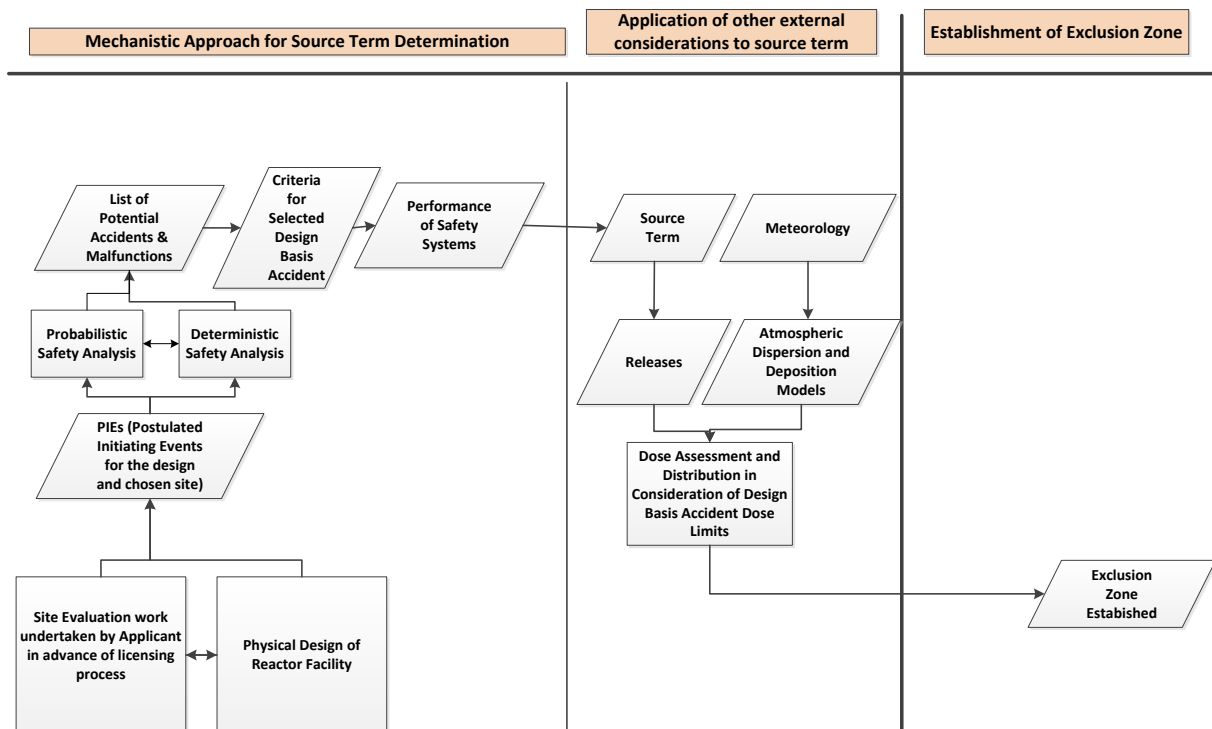 Mechanistic Approach for Source Term Determination
Application of other external
considerations to source term
Establishment of Exclusion Zone
List of
Potential
Accidents &
Malfunctions
Criteria
for
Selected
Design
Basis
Accident
Performance
of Safety
Systems
Source
Term
Meteorology
Probabilistic
Safety Analysis
Deterministic
Safety Analysis
Releases
Atmospheric
Dispersion and
Deposition
Models
PIEs (Postulated
Initiating Events
for the design
and chosen site)
Dose Assessment and
Distribution in
Consideration of Design
Basis Accident Dose
Limits
Site Evaluation work
undertaken by Applicant
in advance of licensing
process
Physical Design of
Reactor Facility
Exclusion
Zone
Estabished